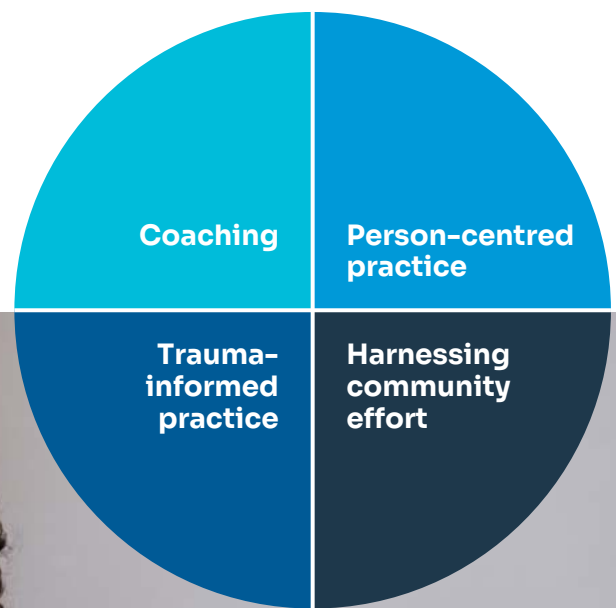 Coaching
Person-centred
practice
Trauma-
informed
practice
Harnessing
community
effort